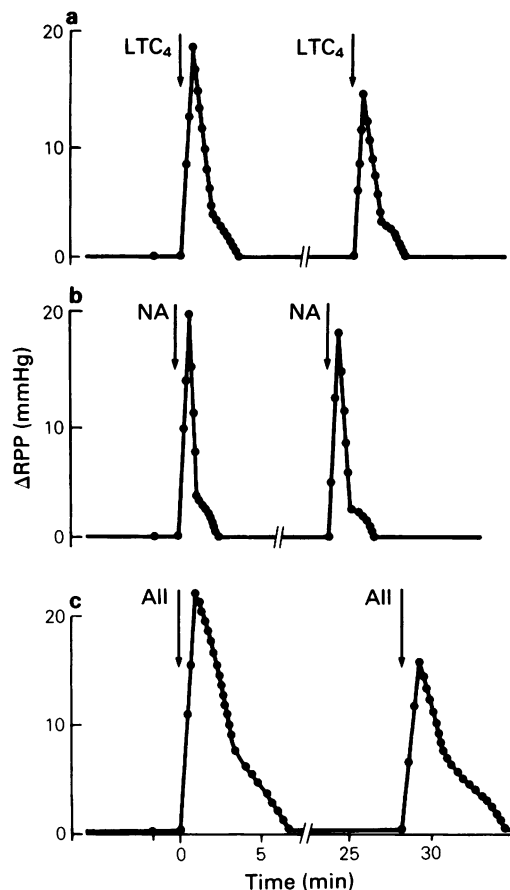 a
20
LTC₄
LTC₄
10
0
b
20
NA
NA
10
0
ΔRPP (mmHg)
c
AII
AII
20
10
0
0 5 25 30
Time (min)